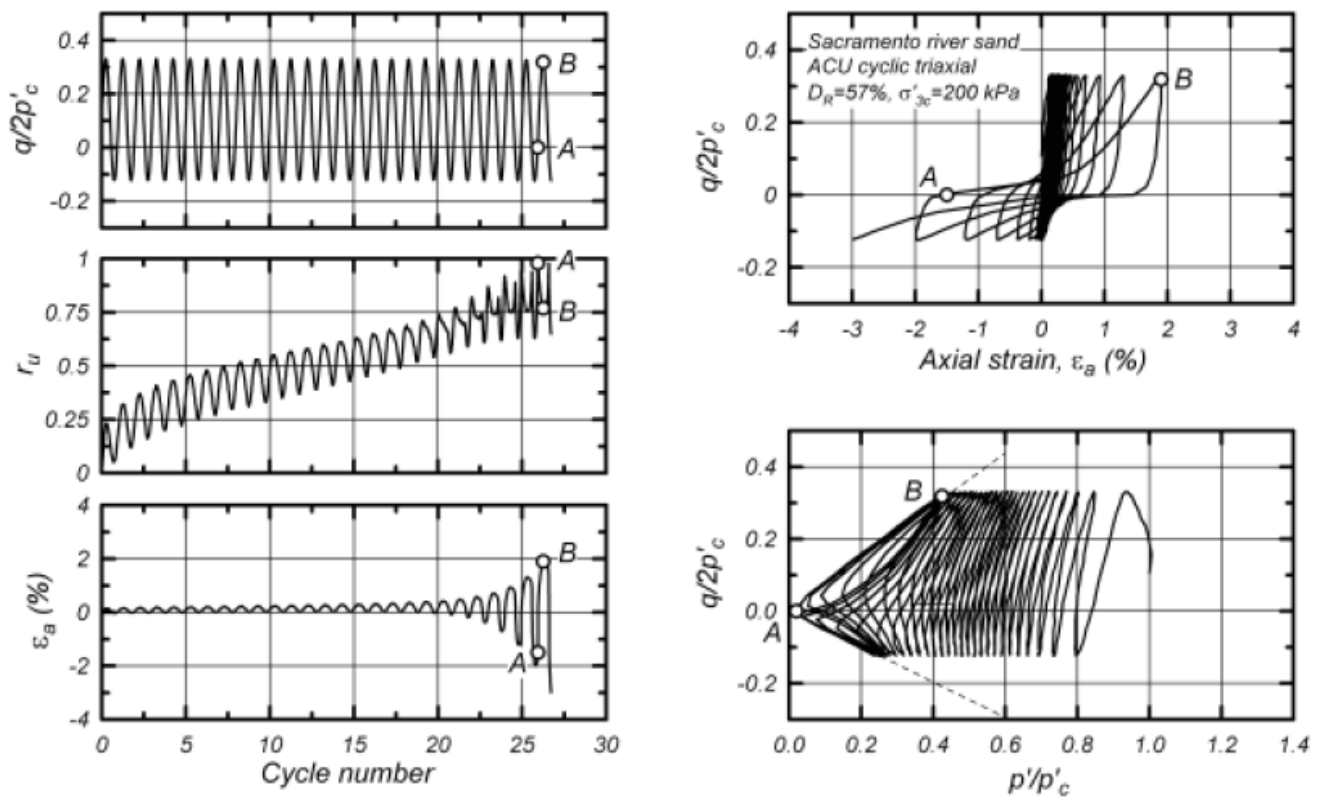 q/2p'c
0.4
0.2
0
-0.2
B
A
ru
1
0.75
0.5
0.25
0
A
B
εa (%)
4
2
0
-2
-4
B
A
0 5 10 15 20 25 30
Cycle number
q/2p'c
0.4
0.2
0
-0.2
Sacramento river sand
ACU cyclic triaxial
DR=57%, σ'3c=200 kPa
B
A
-4 -3 -2 -1 0 1 2 3 4
Axial strain, εa (%)
q/2p'c
0.4
0.2
0.0
-0.2
B
A
0.0 0.2 0.4 0.6 0.8 1.0 1.2 1.4
p'/p'c